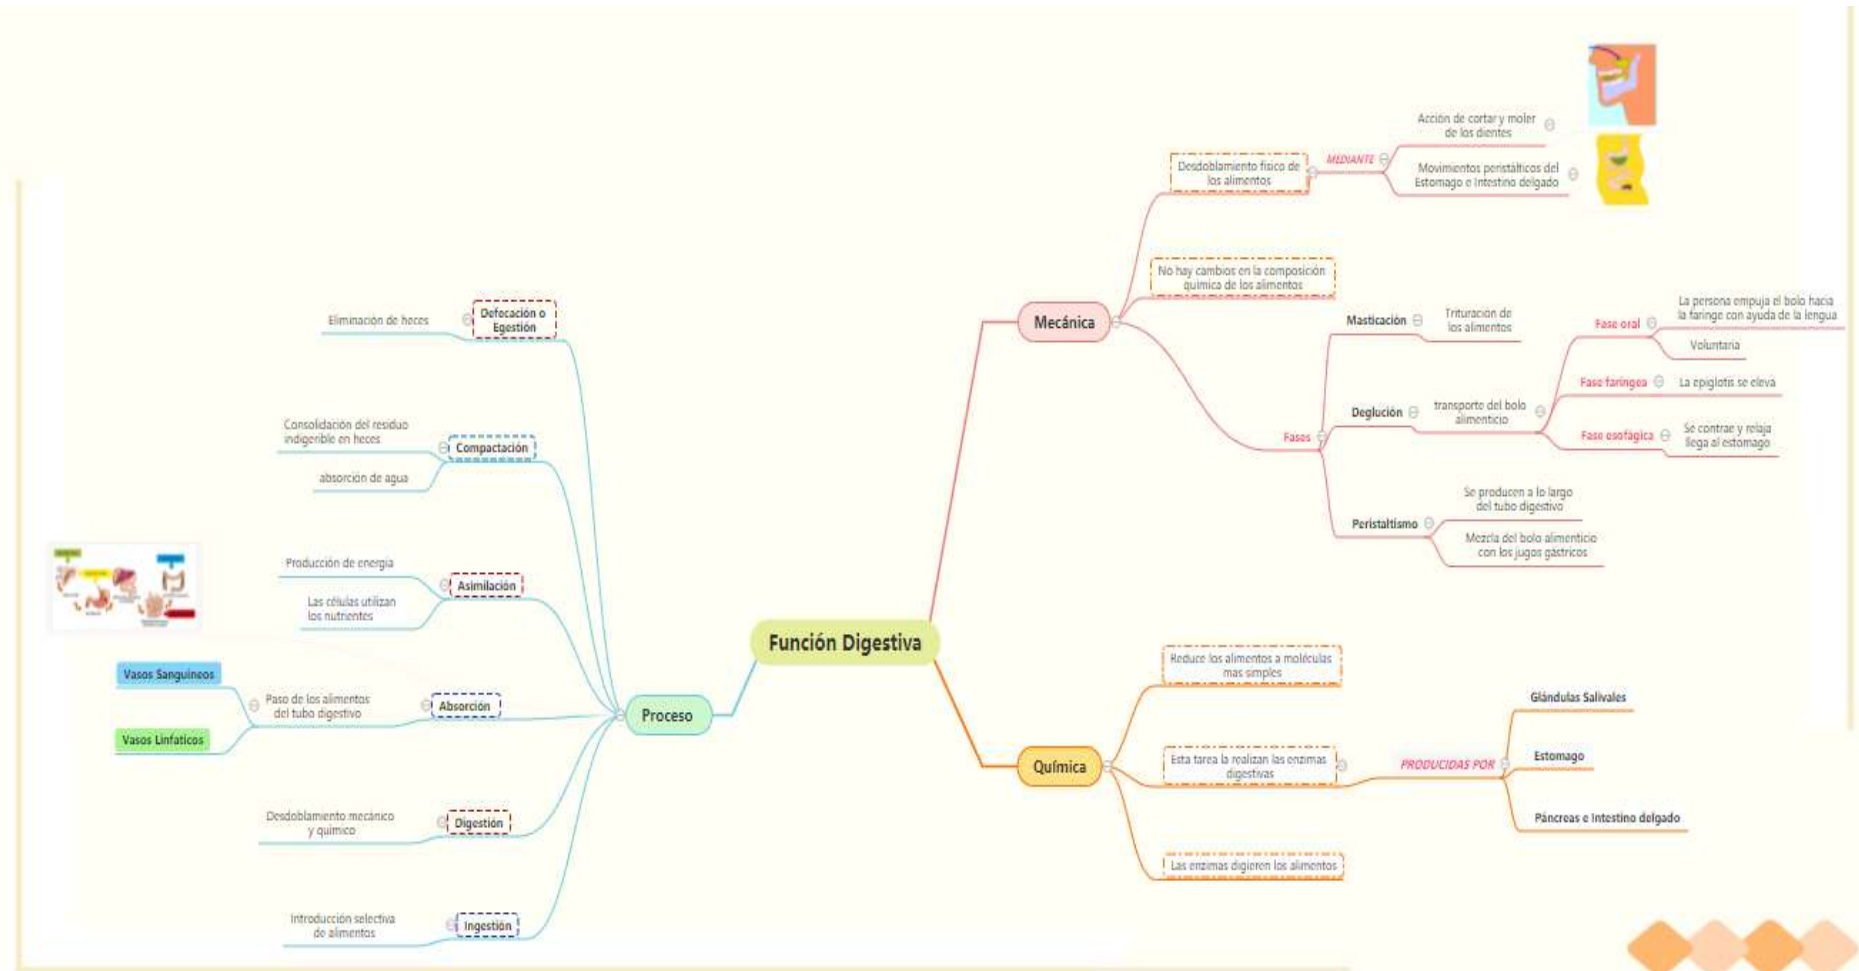 Función Digestiva
Mecánica
Desdoblamiento físico de
los alimentos
MEDIANTE
Acción de cortar y moler
de los dientes
Movimientos peristálticos del
Estomago e Intestino delgado
No hay cambios en la composición
química de los alimentos
Fases
Masticación
Trituración de
los alimentos
Deglución
transporte del bolo
alimenticio
Fase oral
La persona empuja el bolo hacia
la faringe con ayuda de la lengua
Voluntaria
Fase faríngea
La epiglotis se eleva
Fase esofágica
Se contrae y relaja
llega al estomago
Peristaltismo
Se producen a lo largo
del tubo digestivo
Mezcla del bolo alimenticio
con los jugos gástricos
Química
Reduce los alimentos a moléculas
mas simples
Esta tarea la realizan las enzimas
digestivas
PRODUCIDAS POR
Glándulas Salivales
Estomago
Páncreas e Intestino delgado
Las enzimas digieren los alimentos
Proceso
Defecación o
Egestión
Eliminación de heces
Compactación
Consolidación del residuo
indigerible en heces
absorción de agua
Asimilación
Producción de energía
Las células utilizan
los nutrientes
Absorción
Paso de los alimentos
del tubo digestivo
Vasos Sanguíneos
Vasos Linfaticos
Digestión
Desdoblamiento mecánico
y químico
Ingestión
Introducción selectiva
de alimentos